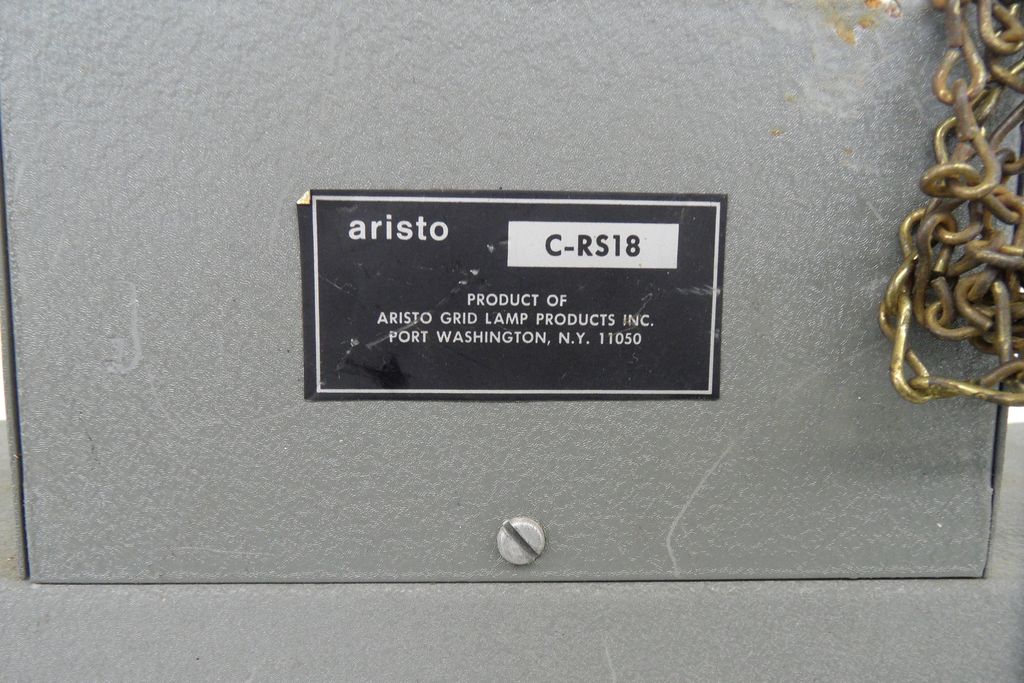 aristo
C-RS18
PRODUCT OF
ARISTO GRID LAMP PRODUCTS INC.
PORT WASHINGTON, N.Y. 11050